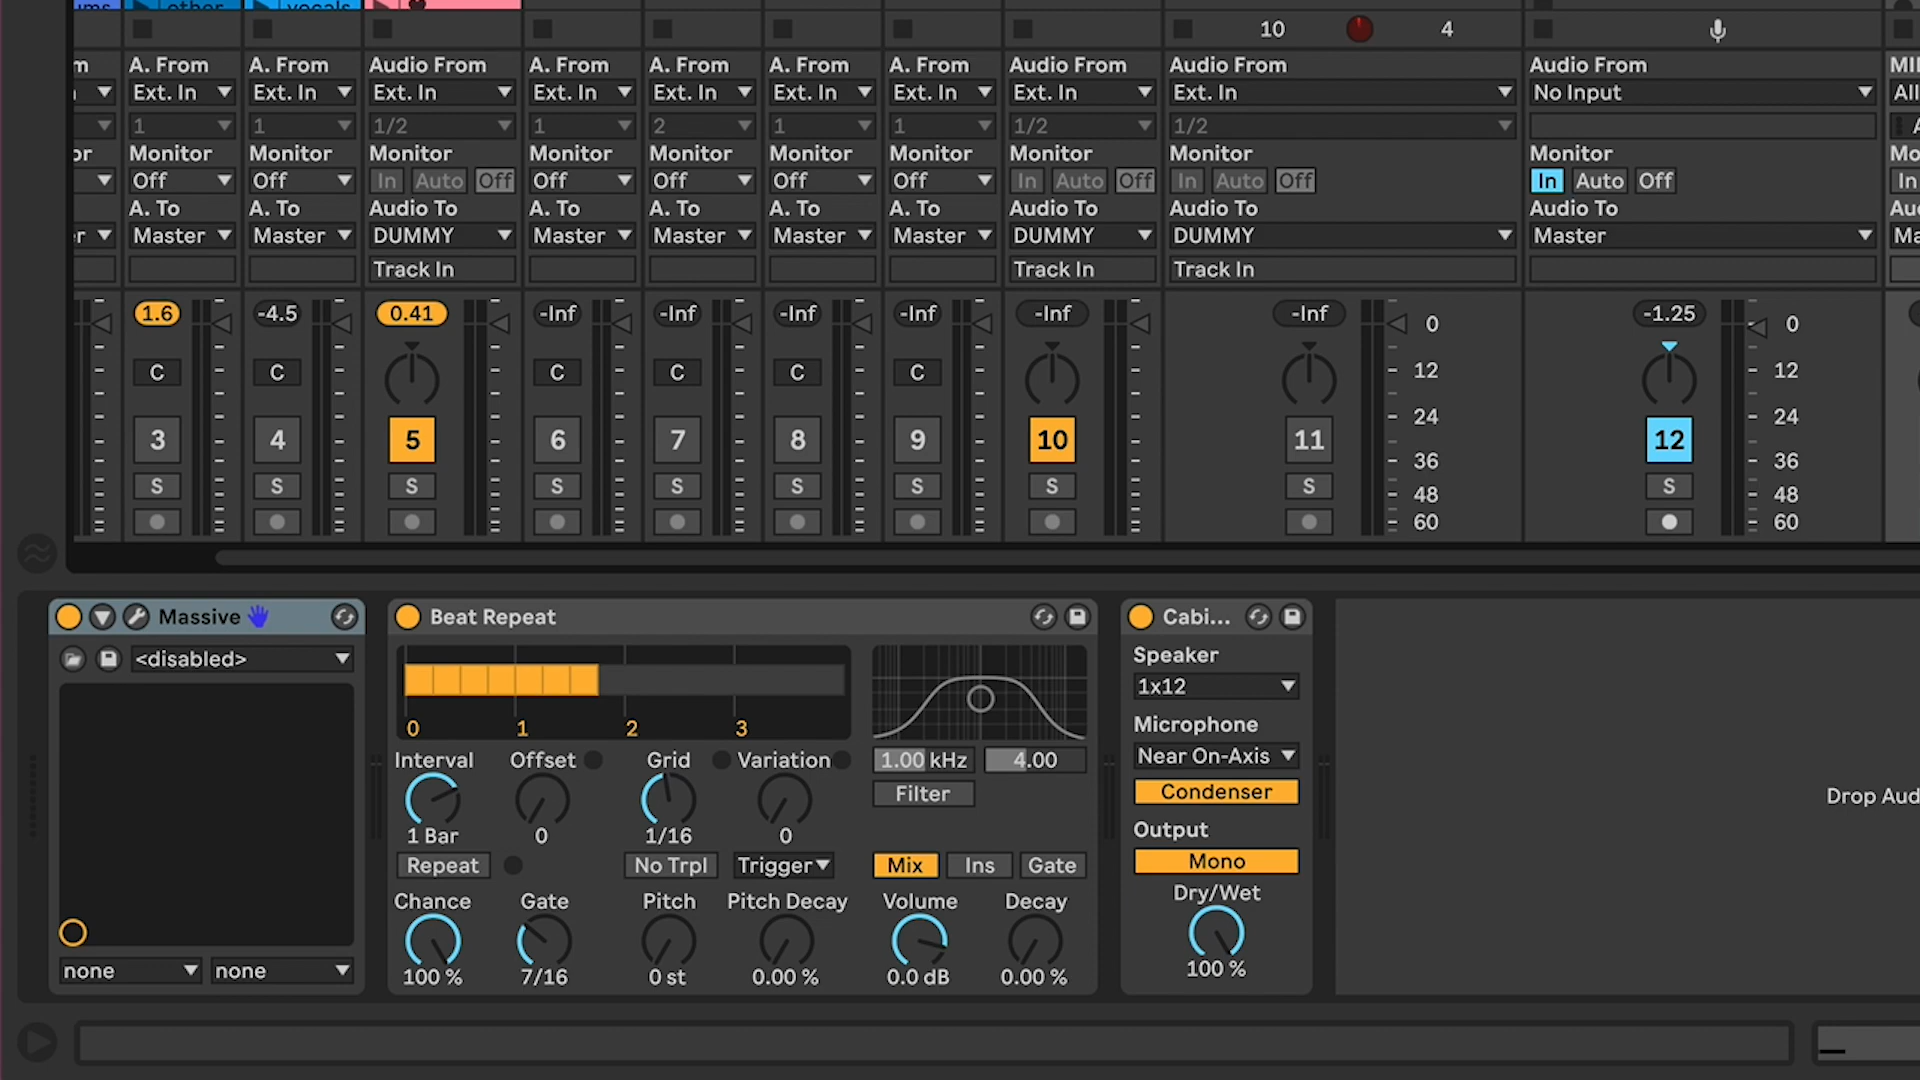 other vocals
10 4
A. From A. From Audio From A. From A. From A. From A. From Audio From Audio From Audio From
Ext. In Ext. In Ext. In Ext. In Ext. In Ext. In Ext. In Ext. In Ext. In No Input All
1 1 1/2 1 2 1 1 1/2 1/2
Monitor Monitor Monitor Monitor Monitor Monitor Monitor Monitor Monitor Monitor
Off Off In Auto Off Off Off Off Off In Auto Off In Auto Off In Auto Off In
A. To A. To Audio To A. To A. To A. To A. To Audio To Audio To Audio To
Master Master DUMMY Master Master Master Master DUMMY DUMMY Master
Track In Track In Track In
1.6 -4.5 0.41 -Inf -Inf -Inf -Inf -Inf -Inf 0 -1.25 0
C C C C C C 12 12
24 24
3 4 5 6 7 8 9 10 11 12
36 36
S S S S S S S S S 48 S 48
60 60
Massive Beat Repeat Cabi...
<disabled> Speaker
1x12
0 1 2 3 Microphone
Interval Offset Grid Variation 1.00 kHz 4.00 Near On-Axis
Filter Condenser
Drop Aud
1 Bar 0 1/16 0 Output
Repeat No Trpl Trigger Mix Ins Gate Mono
Chance Gate Pitch Pitch Decay Volume Decay Dry/Wet
none none 100 % 7/16 0 st 0.00 % 0.0 dB 0.00 % 100 %